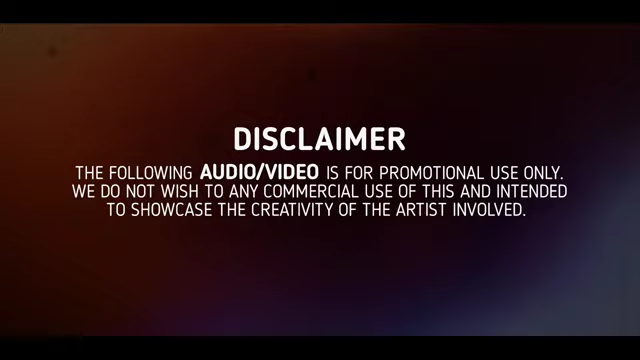 DISCLAIMER
THE FOLLOWING AUDIO/VIDEO IS FOR PROMOTIONAL USE ONLY.
WE DO NOT WISH TO ANY COMMERCIAL USE OF THIS AND INTENDED
TO SHOWCASE THE CREATIVITY OF THE ARTIST INVOLVED.